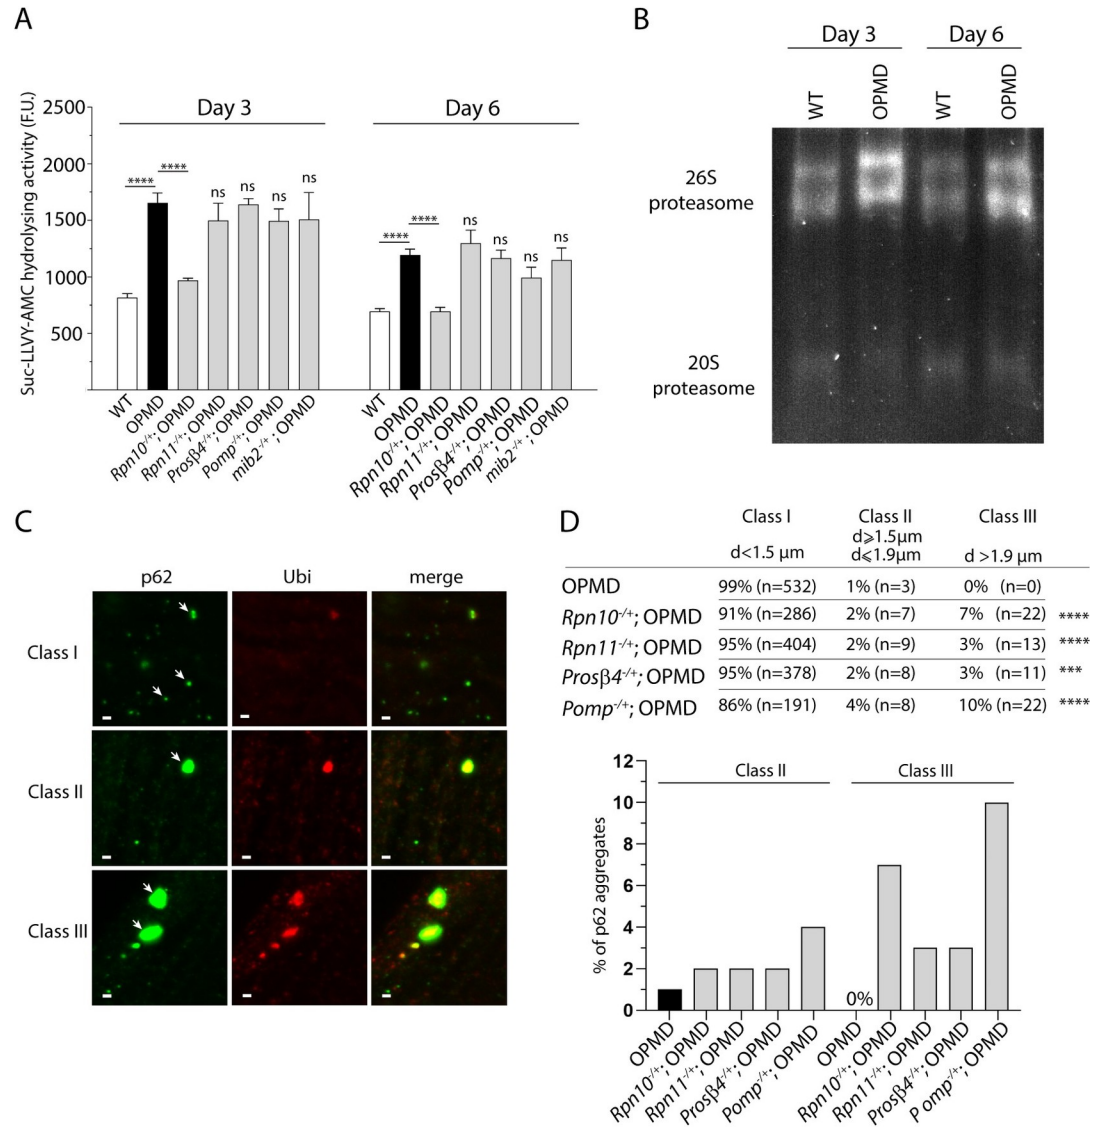 A
Suc-LLVY-AMC hydrolysing activity (F.U.)
Day 3
Day 6
2500
2000
1500
1000
500
****
****
ns
ns
ns
ns
****
****
ns
ns
ns
ns
WT
OPMD
Rpn10-/+; OPMD
Rpn11-/+; OPMD
Prosβ4-/+; OPMD
Pomp-/+; OPMD
mib2-/+; OPMD
WT
OPMD
Rpn10-/+; OPMD
Rpn11-/+; OPMD
Prosβ4-/+; OPMD
Pomp-/+; OPMD
mib2-/+; OPMD
B
Day 3
Day 6
WT
OPMD
WT
OPMD
26S
proteasome
20S
proteasome
C
p62
Ubi
merge
Class I
Class II
Class III
D
Class I
Class II
Class III
d<1.5 µm
d⩾1.5µm
d⩽1.9µm
d >1.9 µm
OPMD 99% (n=532) 1% (n=3) 0% (n=0)
Rpn10-/+; OPMD 91% (n=286) 2% (n=7) 7% (n=22) ****
Rpn11-/+; OPMD 95% (n=404) 2% (n=9) 3% (n=13) ****
Prosβ4-/+; OPMD 95% (n=378) 2% (n=8) 3% (n=11) ***
Pomp-/+; OPMD 86% (n=191) 4% (n=8) 10% (n=22) ****
% of p62 aggregates
12
10
8
6
4
2
0
Class II
Class III
0%
OPMD
Rpn10-/+; OPMD
Rpn11-/+; OPMD
Prosβ4-/+; OPMD
Pomp-/+; OPMD
OPMD
Rpn10-/+; OPMD
Rpn11-/+; OPMD
Prosβ4-/+; OPMD
P omp-/+; OPMD